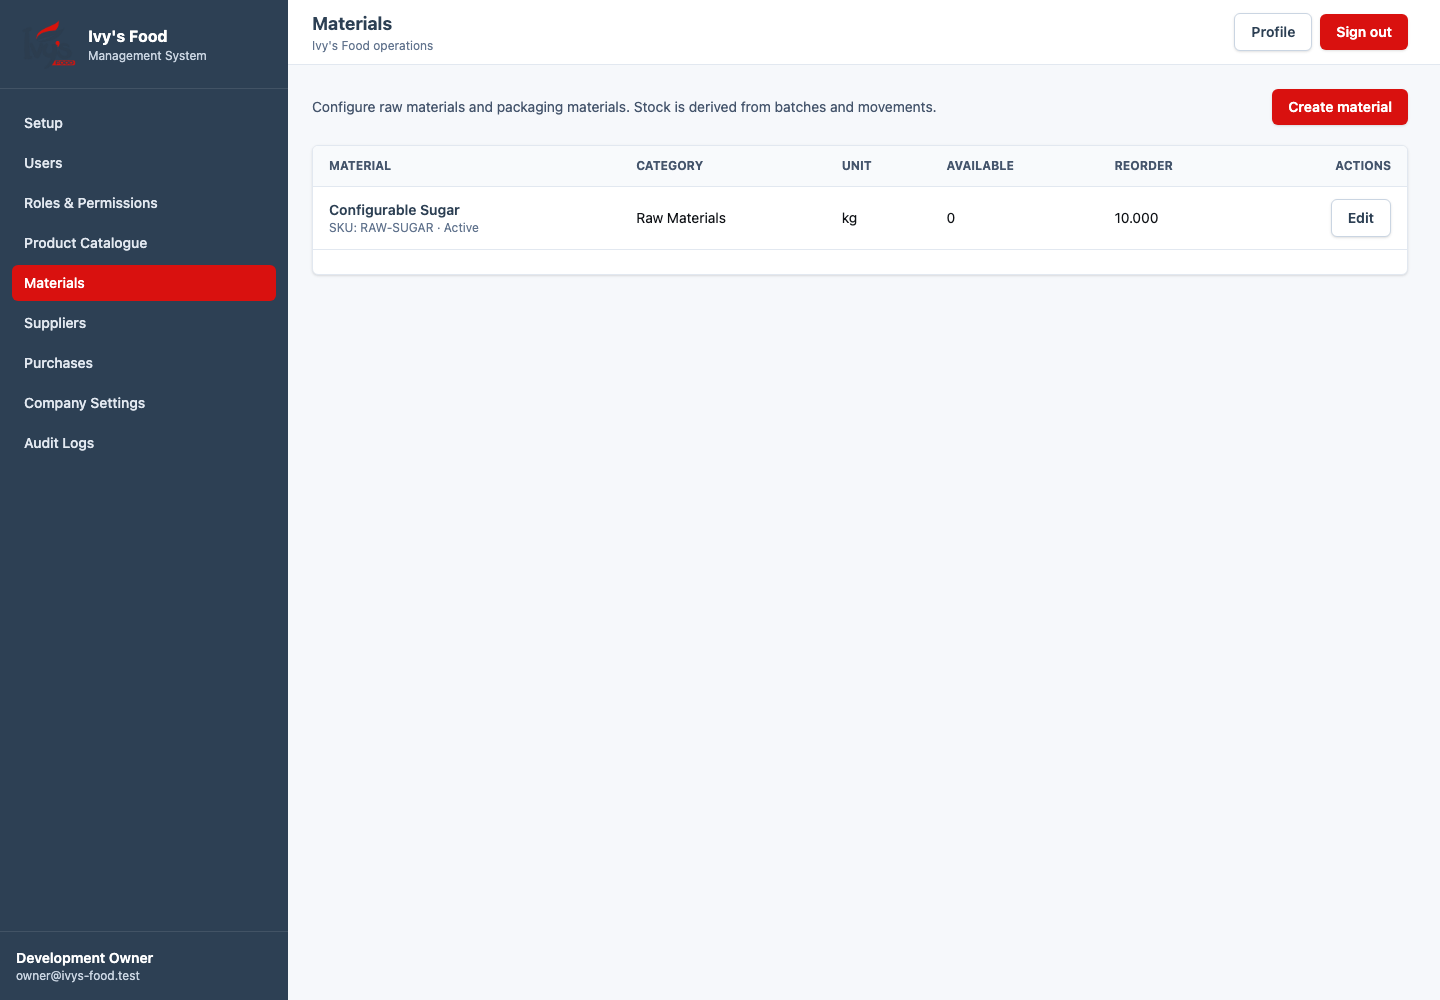 Ivy's Food
Management System
Setup
Users
Roles & Permissions
Product Catalogue
Materials
Suppliers
Purchases
Company Settings
Audit Logs
Development Owner
owner@ivys-food.test
Materials
Ivy's Food operations
Profile
Sign out
Configure raw materials and packaging materials. Stock is derived from batches and movements.
Create material
MATERIAL CATEGORY UNIT AVAILABLE REORDER ACTIONS
Configurable Sugar
SKU: RAW-SUGAR · Active
Raw Materials kg 0 10.000 Edit